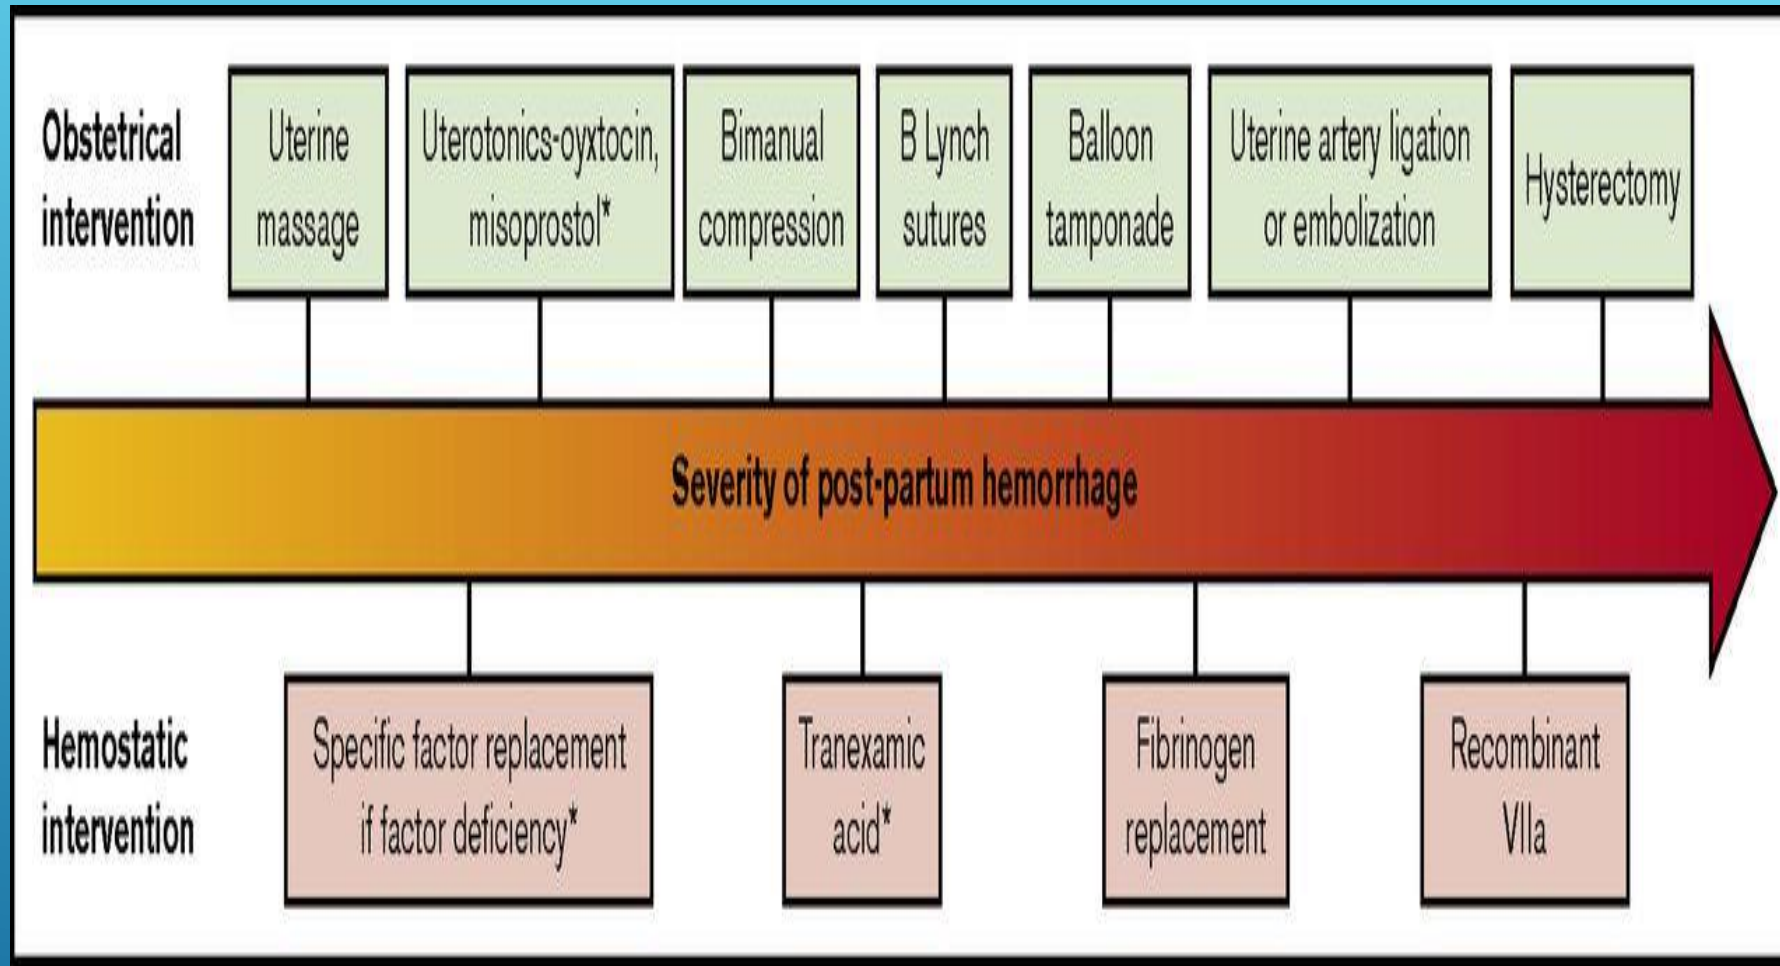 Obstetrical
intervention
Uterine
massage
Uterotonics-oyxtocin,
misoprostol*
Bimanual
compression
B Lynch
sutures
Balloon
tamponade
Uterine artery ligation
or embolization
Hysterectomy
Severity of post-partum hemorrhage
Hemostatic
intervention
Specific factor replacement
if factor deficiency*
Tranexamic
acid*
Fibrinogen
replacement
Recombinant
VIIa